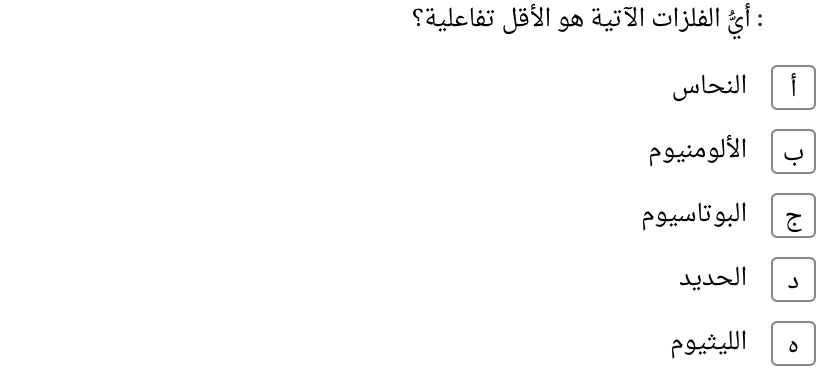 : أيُّ الفلزات الآتية هو الأقل تفاعلية؟
أ النحاس
ب الألومنيوم
ج البوتاسيوم
د الحديد
ه الليثيوم